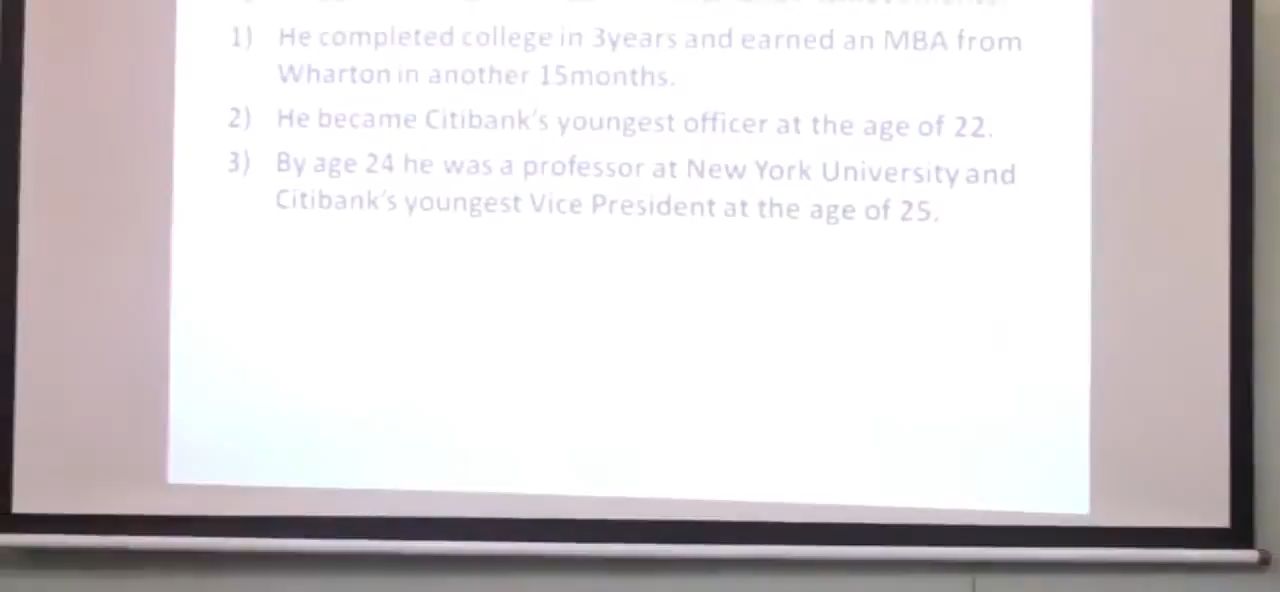 1) He completed college in 3years and earned an MBA from
Wharton in another 15months.
2) He became Citibank's youngest officer at the age of 22.
3) By age 24 he was a professor at New York University and
Citibank's youngest Vice President at the age of 25.